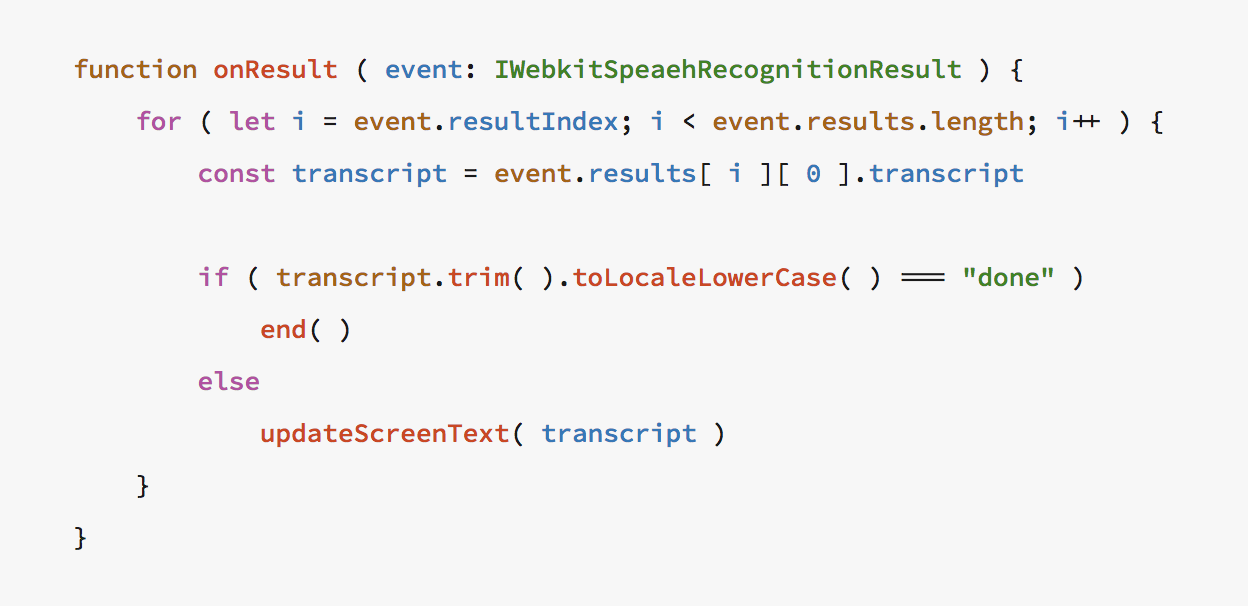 function onResult ( event: IWebkitSpeaehRecognitionResult ) {
for ( let i = event.resultIndex; i < event.results.length; i++ ) {
const transcript = event.results[ i ][ 0 ].transcript
if ( transcript.trim( ).toLocaleLowerCase( ) === "done" )
end( )
else
updateScreenText( transcript )
}
}